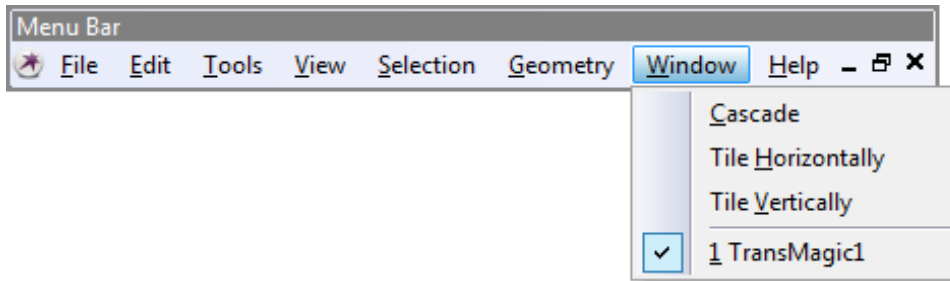 Menu Bar
File Edit Tools View Selection Geometry Window Help
Cascade
Tile Horizontally
Tile Vertically
1 TransMagic1